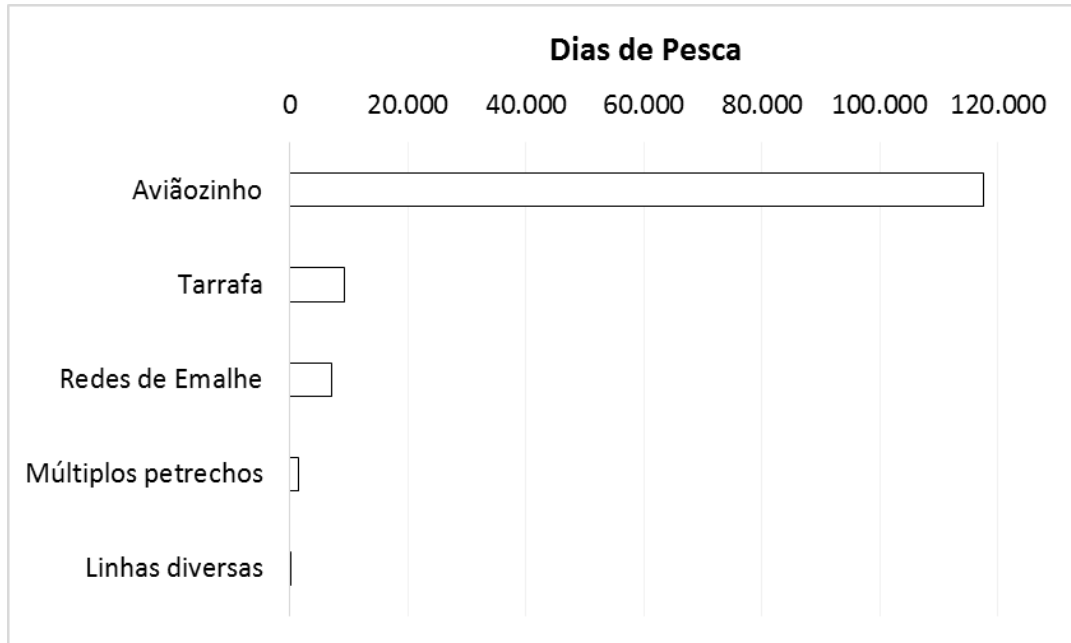 Dias de Pesca
0 20.000 40.000 60.000 80.000 100.000 120.000
Aviãozinho
Tarrafa
Redes de Emalhe
Múltiplos petrechos
Linhas diversas